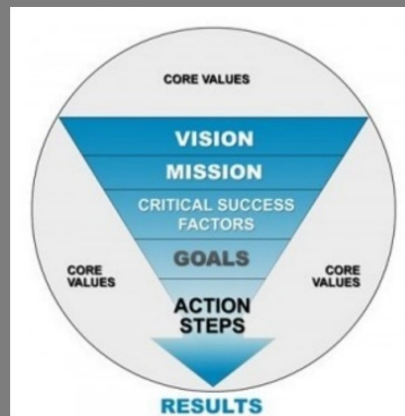 CORE VALUES
VISION
MISSION
CRITICAL SUCCESS
FACTORS
GOALS
CORE
VALUES
CORE
VALUES
ACTION
STEPS
RESULTS